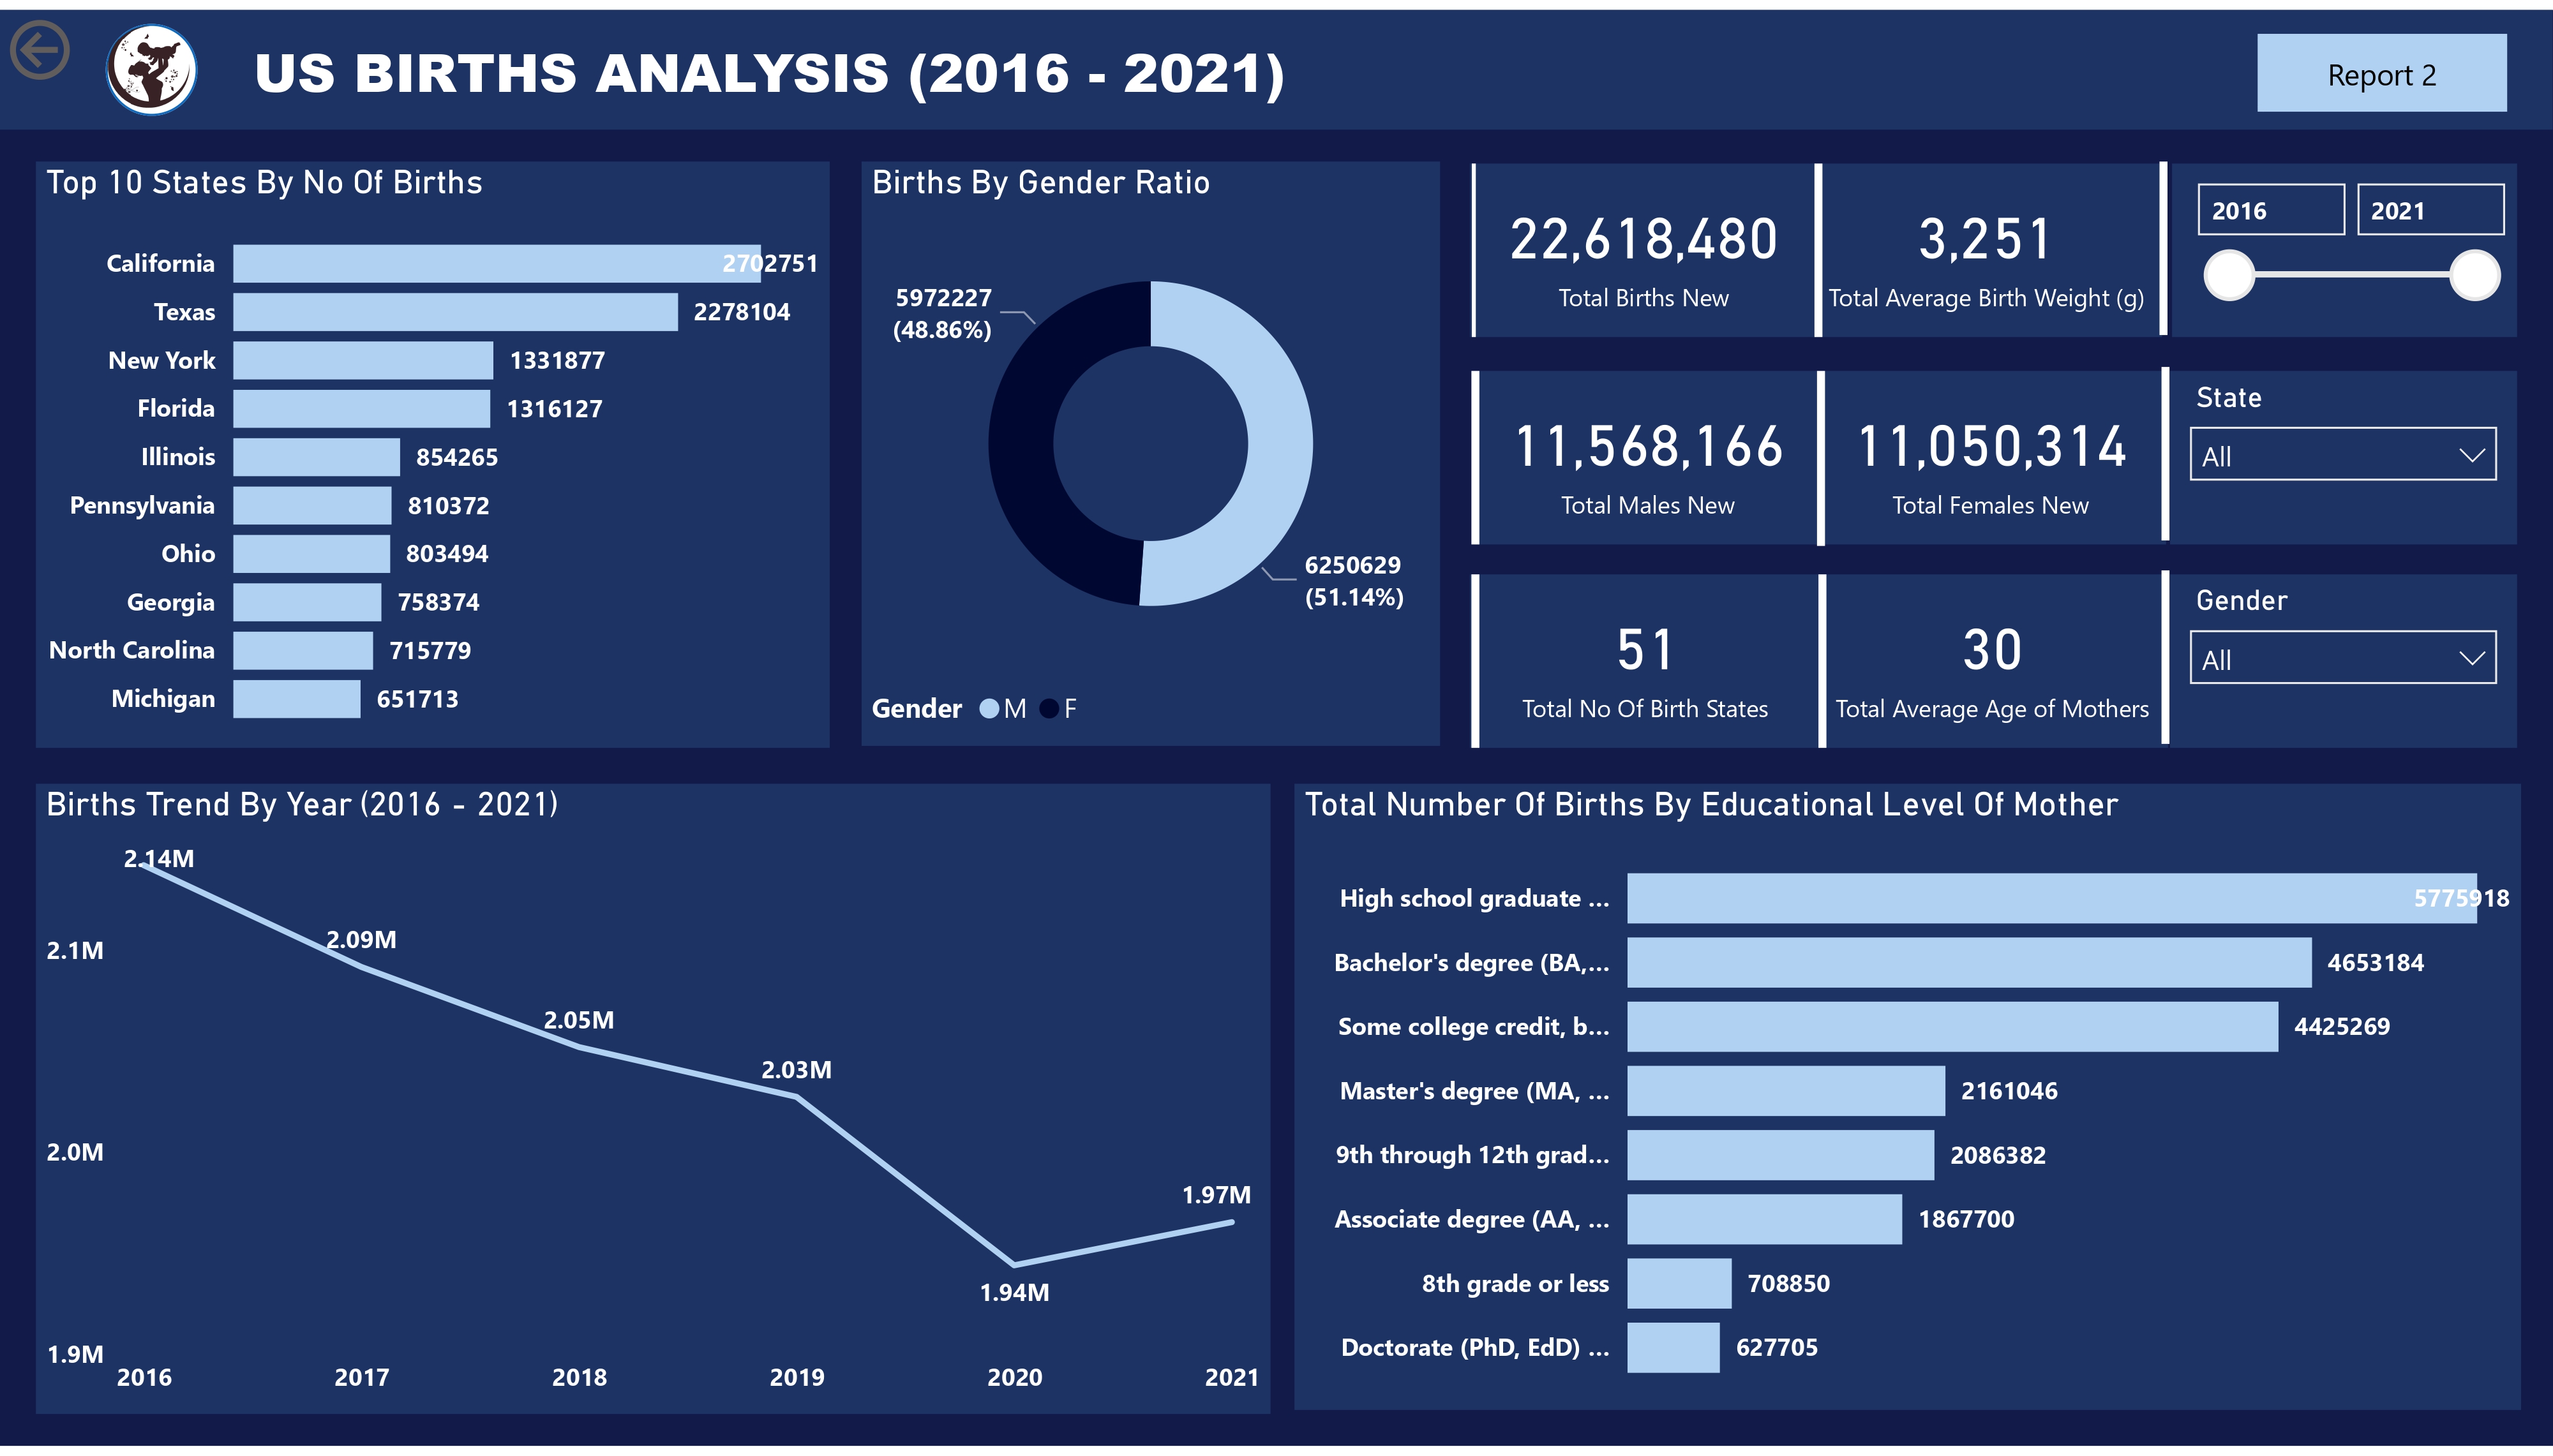 US BIRTHS ANALYSIS (2016 - 2021)
Report 2
Top 10 States By No Of Births
California 2702751
Texas 2278104
New York 1331877
Florida 1316127
Illinois 854265
Pennsylvania 810372
Ohio 803494
Georgia 758374
North Carolina 715779
Michigan 651713
Births By Gender Ratio
5972227
(48.86%)
6250629
(51.14%)
Gender M F
22,618,480
Total Births New
3,251
Total Average Birth Weight (g)
2016 2021
11,568,166
Total Males New
11,050,314
Total Females New
State
All
51
Total No Of Birth States
30
Total Average Age of Mothers
Gender
All
Births Trend By Year (2016 - 2021)
2.14M
2.09M
2.1M
2.05M
2.03M
2.0M
1.97M
1.94M
1.9M
2016 2017 2018 2019 2020 2021
Total Number Of Births By Educational Level Of Mother
High school graduate ... 5775918
Bachelor's degree (BA,... 4653184
Some college credit, b... 4425269
Master's degree (MA, ... 2161046
9th through 12th grad... 2086382
Associate degree (AA, ... 1867700
8th grade or less 708850
Doctorate (PhD, EdD) ... 627705